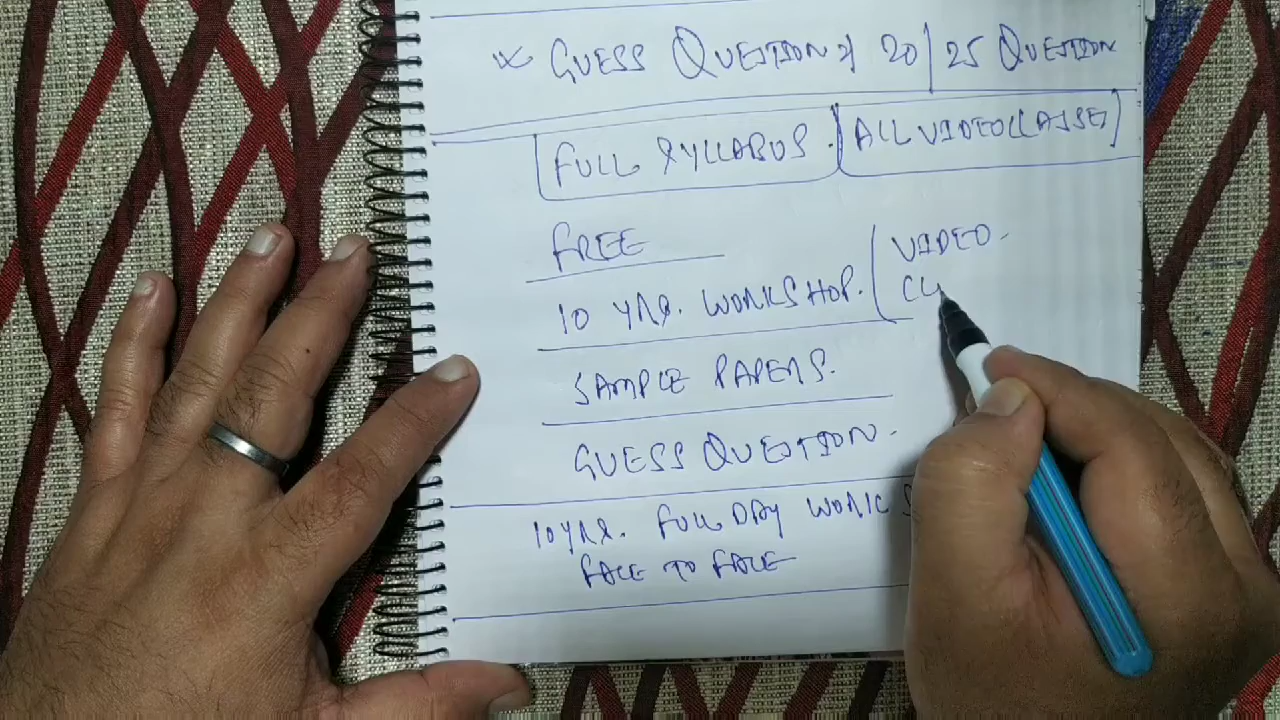 * GUESS QUESTION 20/25 QUESTION
FULL SYLLABUS. ALL VIDEO CLASSES
FREE
10 YRS. WORKSHOP. VIDEO
SAMPLE PAPERS.
GUESS QUESTION.
10 YRS. FULL DAY WORKS
FACE TO FACE